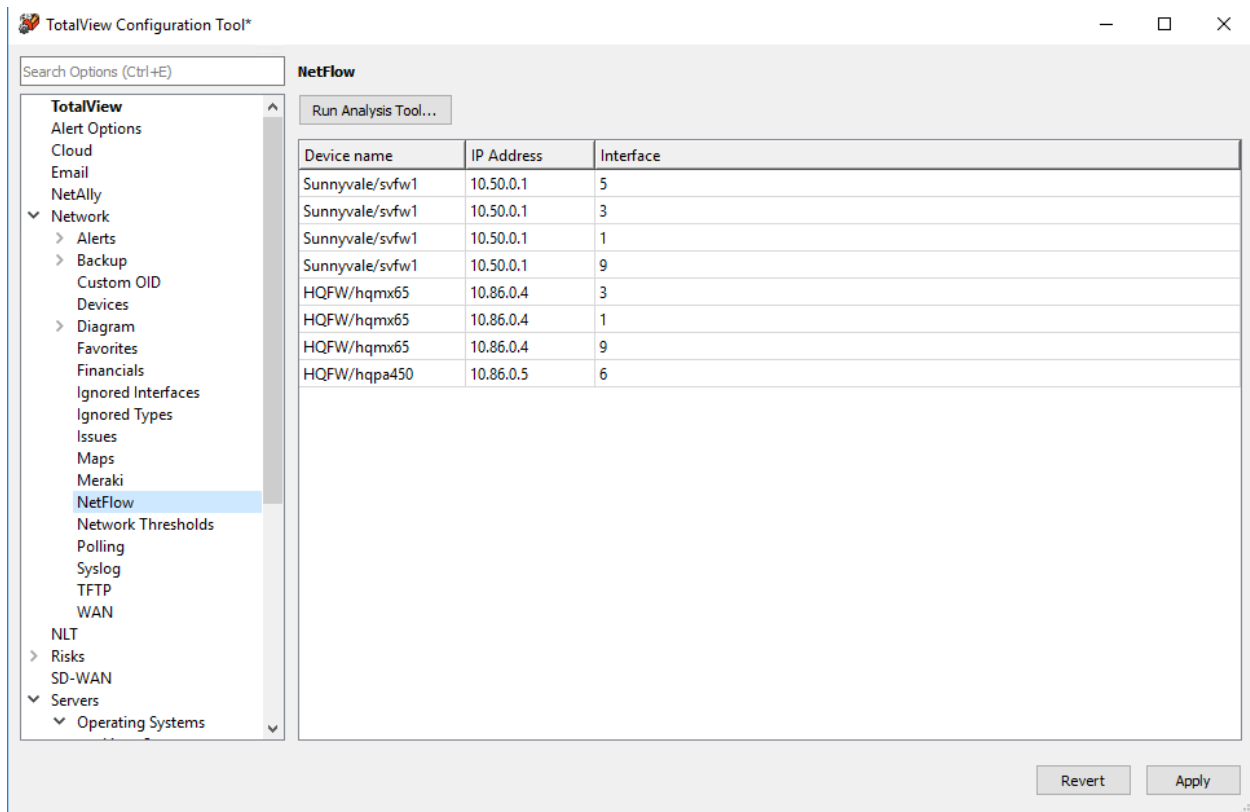 TotalView Configuration Tool*
Search Options (Ctrl+E)
TotalView
Alert Options
Cloud
Email
NetAlly
Network
Alerts
Backup
Custom OID
Devices
Diagram
Favorites
Financials
Ignored Interfaces
Ignored Types
Issues
Maps
Meraki
NetFlow
Network Thresholds
Polling
Syslog
TFTP
WAN
NLT
Risks
SD-WAN
Servers
Operating Systems
NetFlow
Run Analysis Tool...
Device name IP Address Interface
Sunnyvale/svfw1 10.50.0.1 5
Sunnyvale/svfw1 10.50.0.1 3
Sunnyvale/svfw1 10.50.0.1 1
Sunnyvale/svfw1 10.50.0.1 9
HQFW/hqmx65 10.86.0.4 3
HQFW/hqmx65 10.86.0.4 1
HQFW/hqmx65 10.86.0.4 9
HQFW/hqpa450 10.86.0.5 6
Revert Apply